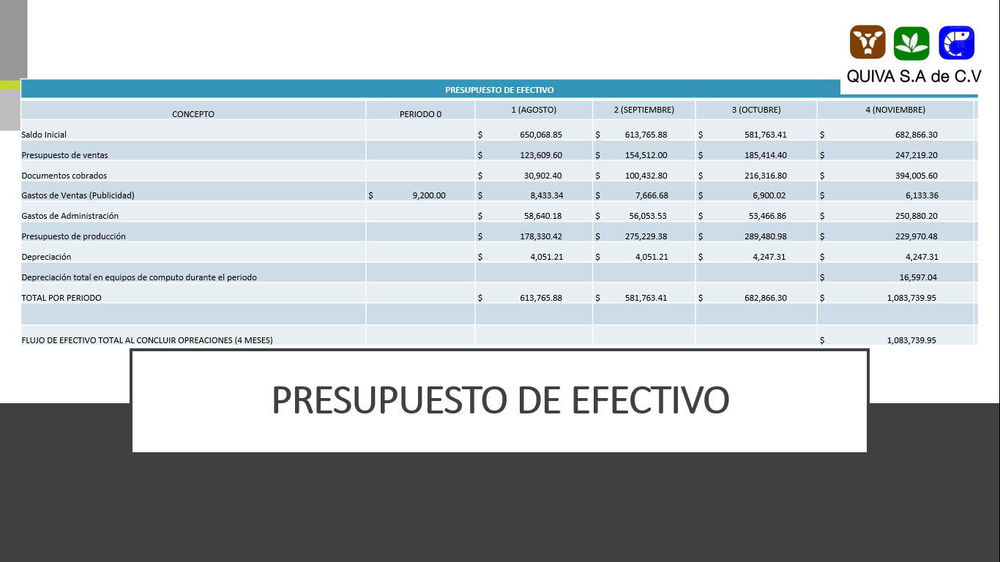 QUIVA S.A de C.V
PRESUPUESTO DE EFECTIVO
CONCEPTO PERIODO 0 1 (AGOSTO) 2 (SEPTIEMBRE) 3 (OCTUBRE) 4 (NOVIEMBRE)
Saldo Inicial $ 650,068.85 $ 613,765.88 $ 581,763.41 $ 682,866.30
Presupuesto de ventas $ 123,609.60 $ 154,512.00 $ 185,414.40 $ 247,219.20
Documentos cobrados $ 30,902.40 $ 100,432.80 $ 216,316.80 $ 394,005.60
Gastos de Ventas (Publicidad) $ 9,200.00 $ 8,433.34 $ 7,666.68 $ 6,900.02 $ 6,133.36
Gastos de Administración $ 58,640.18 $ 56,053.53 $ 53,466.86 $ 250,880.20
Presupuesto de producción $ 178,330.42 $ 275,229.38 $ 289,480.98 $ 229,970.48
Depreciación $ 4,051.21 $ 4,051.21 $ 4,247.31 $ 4,247.31
Depreciación total en equipos de computo durante el periodo $ 16,597.04
TOTAL POR PERIODO $ 613,765.88 $ 581,763.41 $ 682,866.30 $ 1,083,739.95
FLUJO DE EFECTIVO TOTAL AL CONCLUIR OPREACIONES (4 MESES) $ 1,083,739.95
PRESUPUESTO DE EFECTIVO